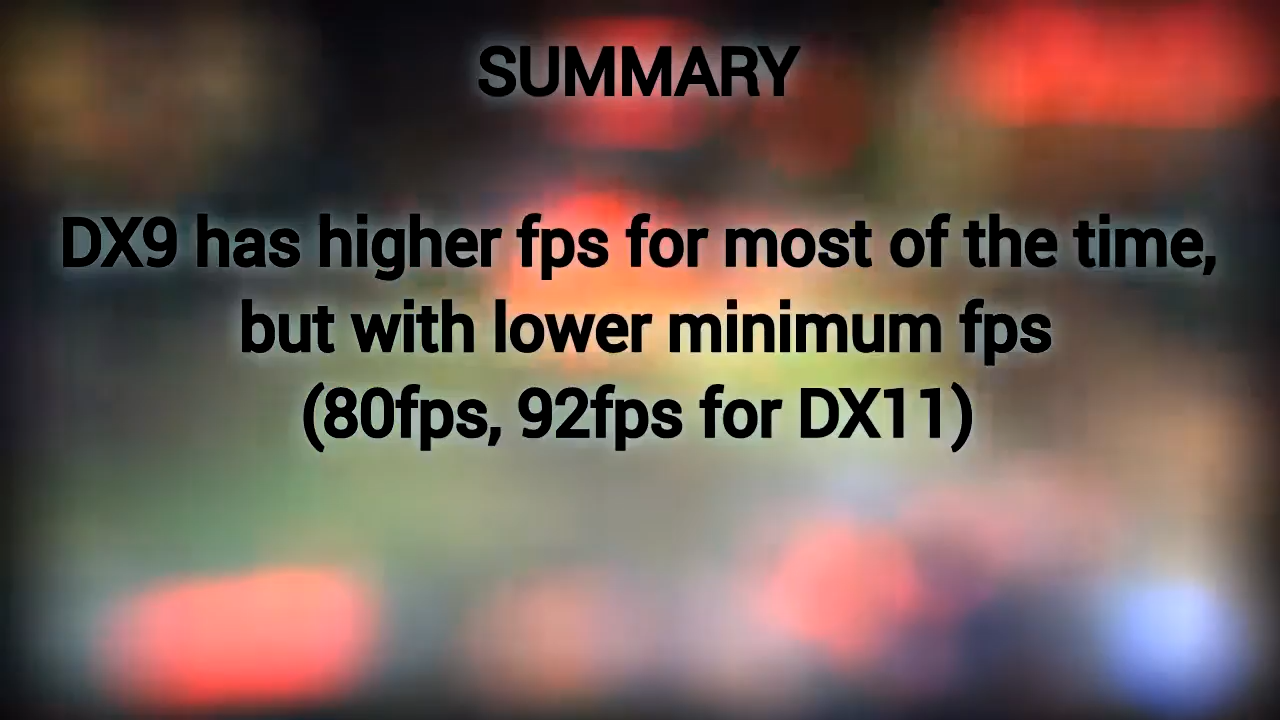 SUMMARY
DX9 has higher fps for most of the time,
but with lower minimum fps
(80fps, 92fps for DX11)